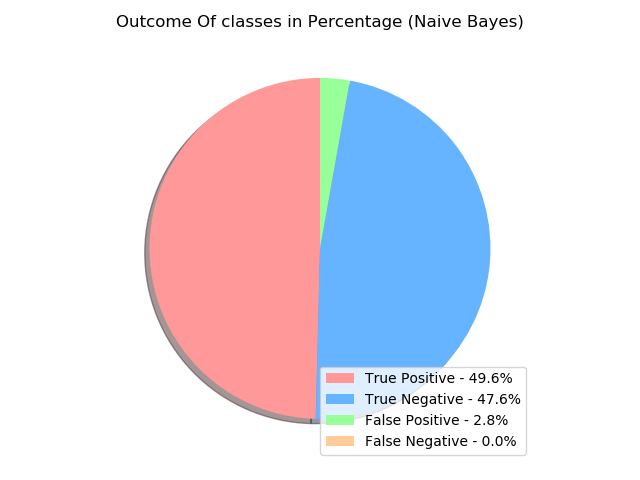 Outcome Of classes in Percentage (Naive Bayes)
True Positive - 49.6%
True Negative - 47.6%
False Positive - 2.8%
False Negative - 0.0%